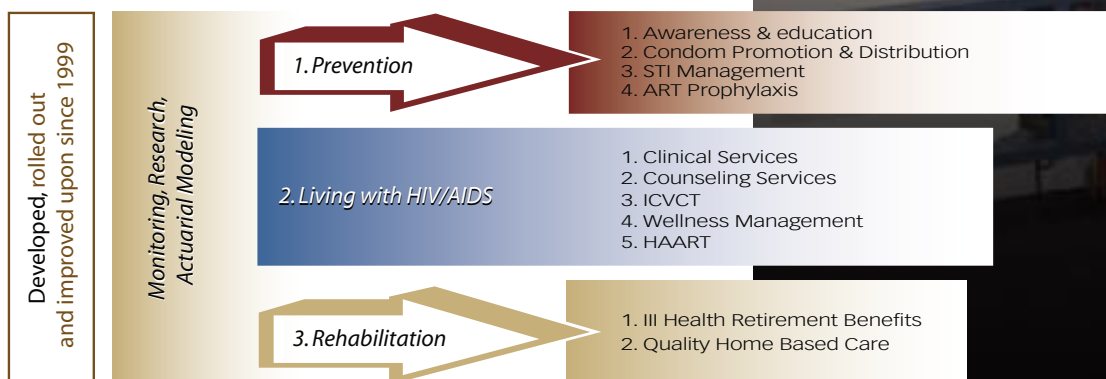 Developed, rolled out
and improved upon since 1999
Monitoring, Research,
Actuarial Modeling
1. Prevention
1. Awareness & education
2. Condom Promotion & Distribution
3. STI Management
4. ART Prophylaxis
2. Living with HIV/AIDS
1. Clinical Services
2. Counseling Services
3. ICVCT
4. Wellness Management
5. HAART
3. Rehabilitation
1. III Health Retirement Benefits
2. Quality Home Based Care